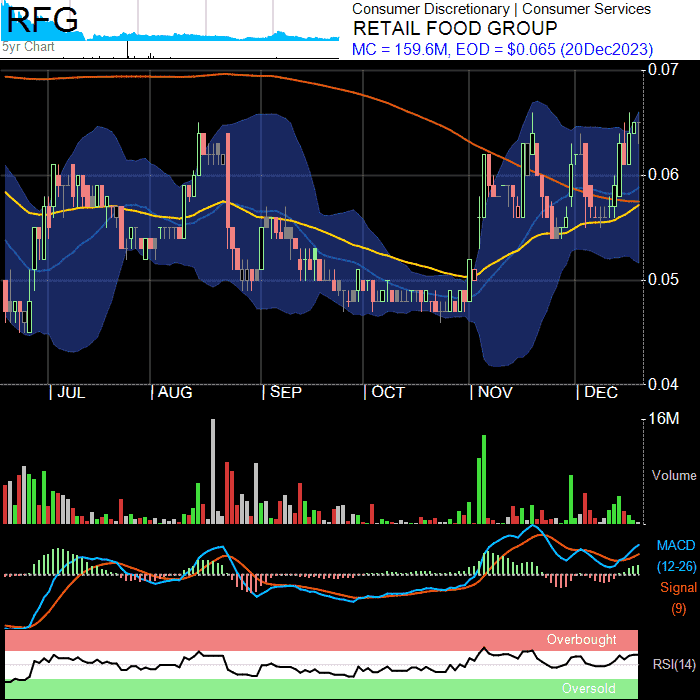 RFG
5yr Chart
Consumer Discretionary | Consumer Services
RETAIL FOOD GROUP
MC = 159.6M, EOD = $0.065 (20Dec2023)
0.07
0.06
0.05
0.04
| JUL | AUG | SEP | OCT | NOV | DEC
16M
Volume
MACD
(12-26)
Signal
(9)
Overbought
RSI(14)
Oversold